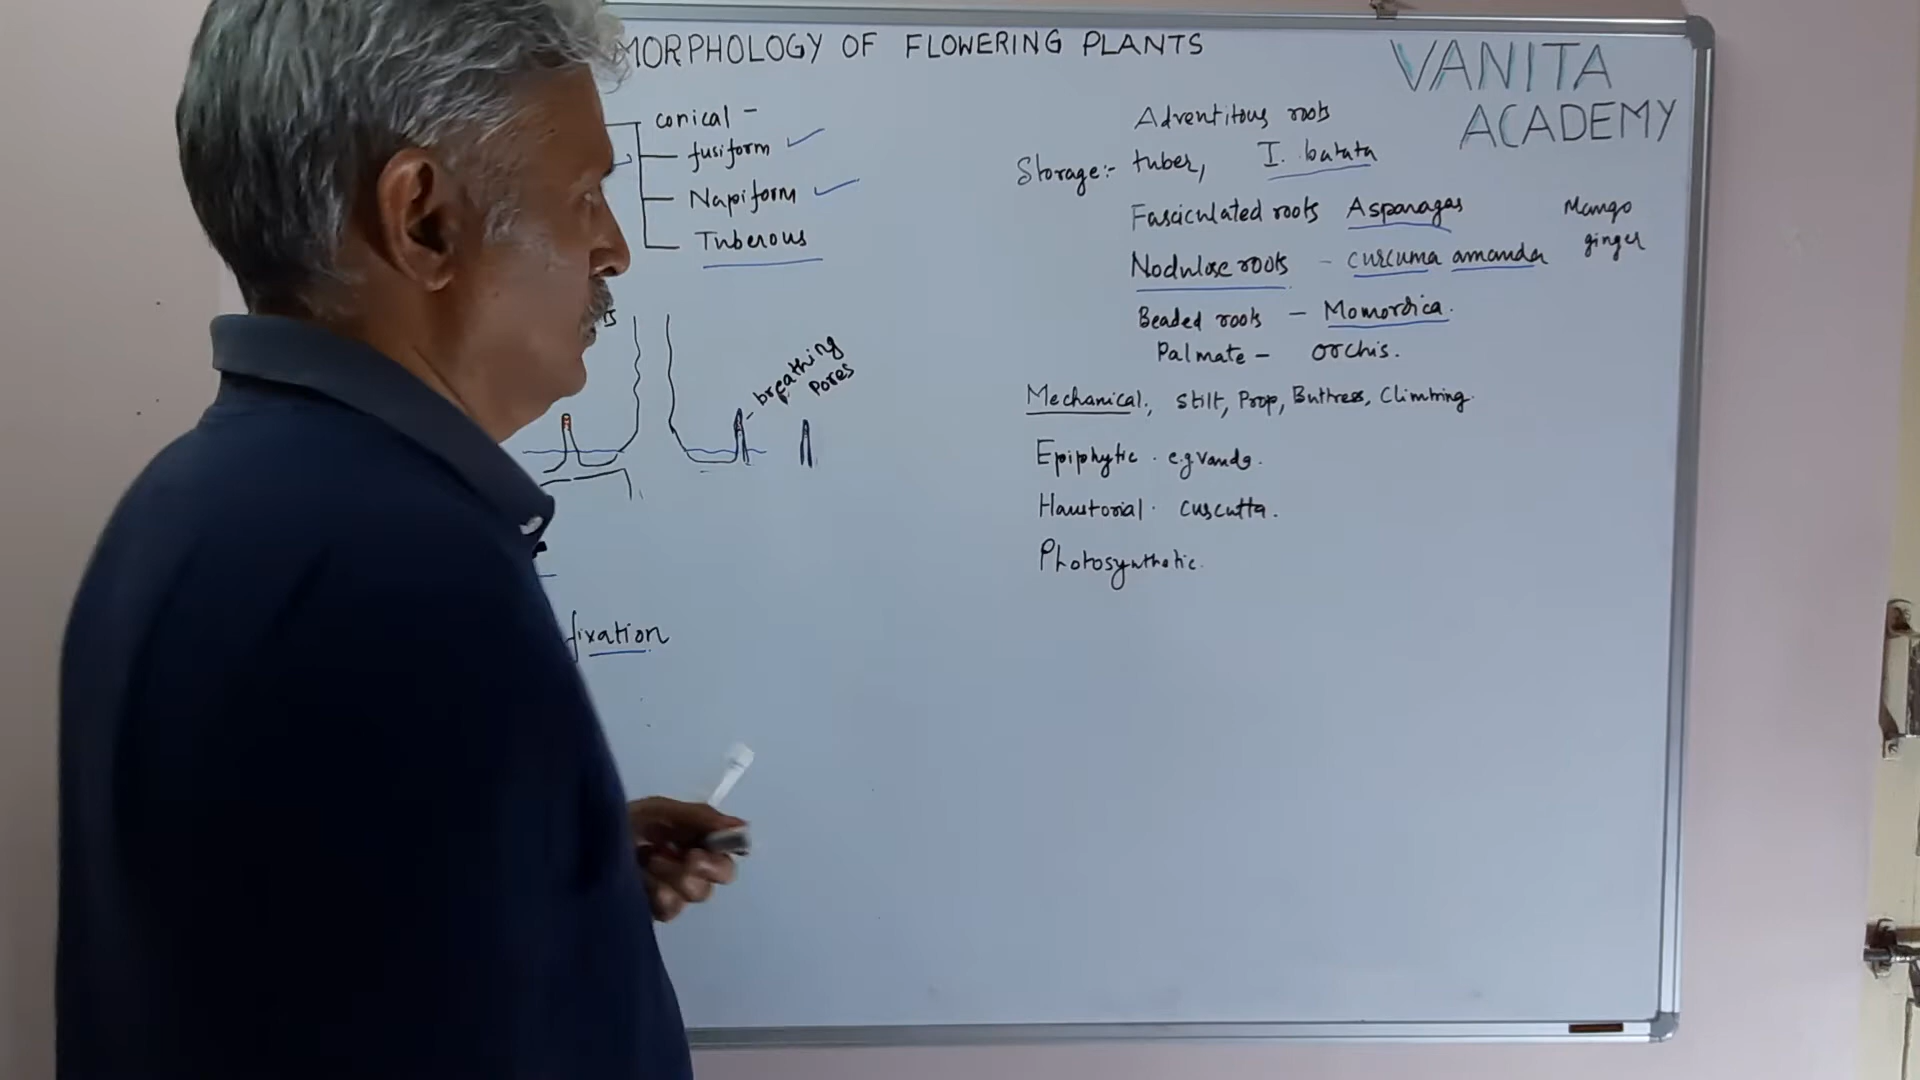 MORPHOLOGY OF FLOWERING PLANTS
VANITA
ACADEMY
conical -
fusiform
Napiform
Tuberous
breathing
Pores
fixation
Adventitous roots
Storage:- tuber, I. batata
Fasciculated roots Asparagas
Nodulose roots - curcuma amanda
Mango
ginger
Beaded roots - Momordica.
Palmate - orchis.
Mechanical, stilt, Prop, Buttress, Climbing.
Epiphytic. e.g vanda.
Haustorial. cuscutta.
Photosynthetic.